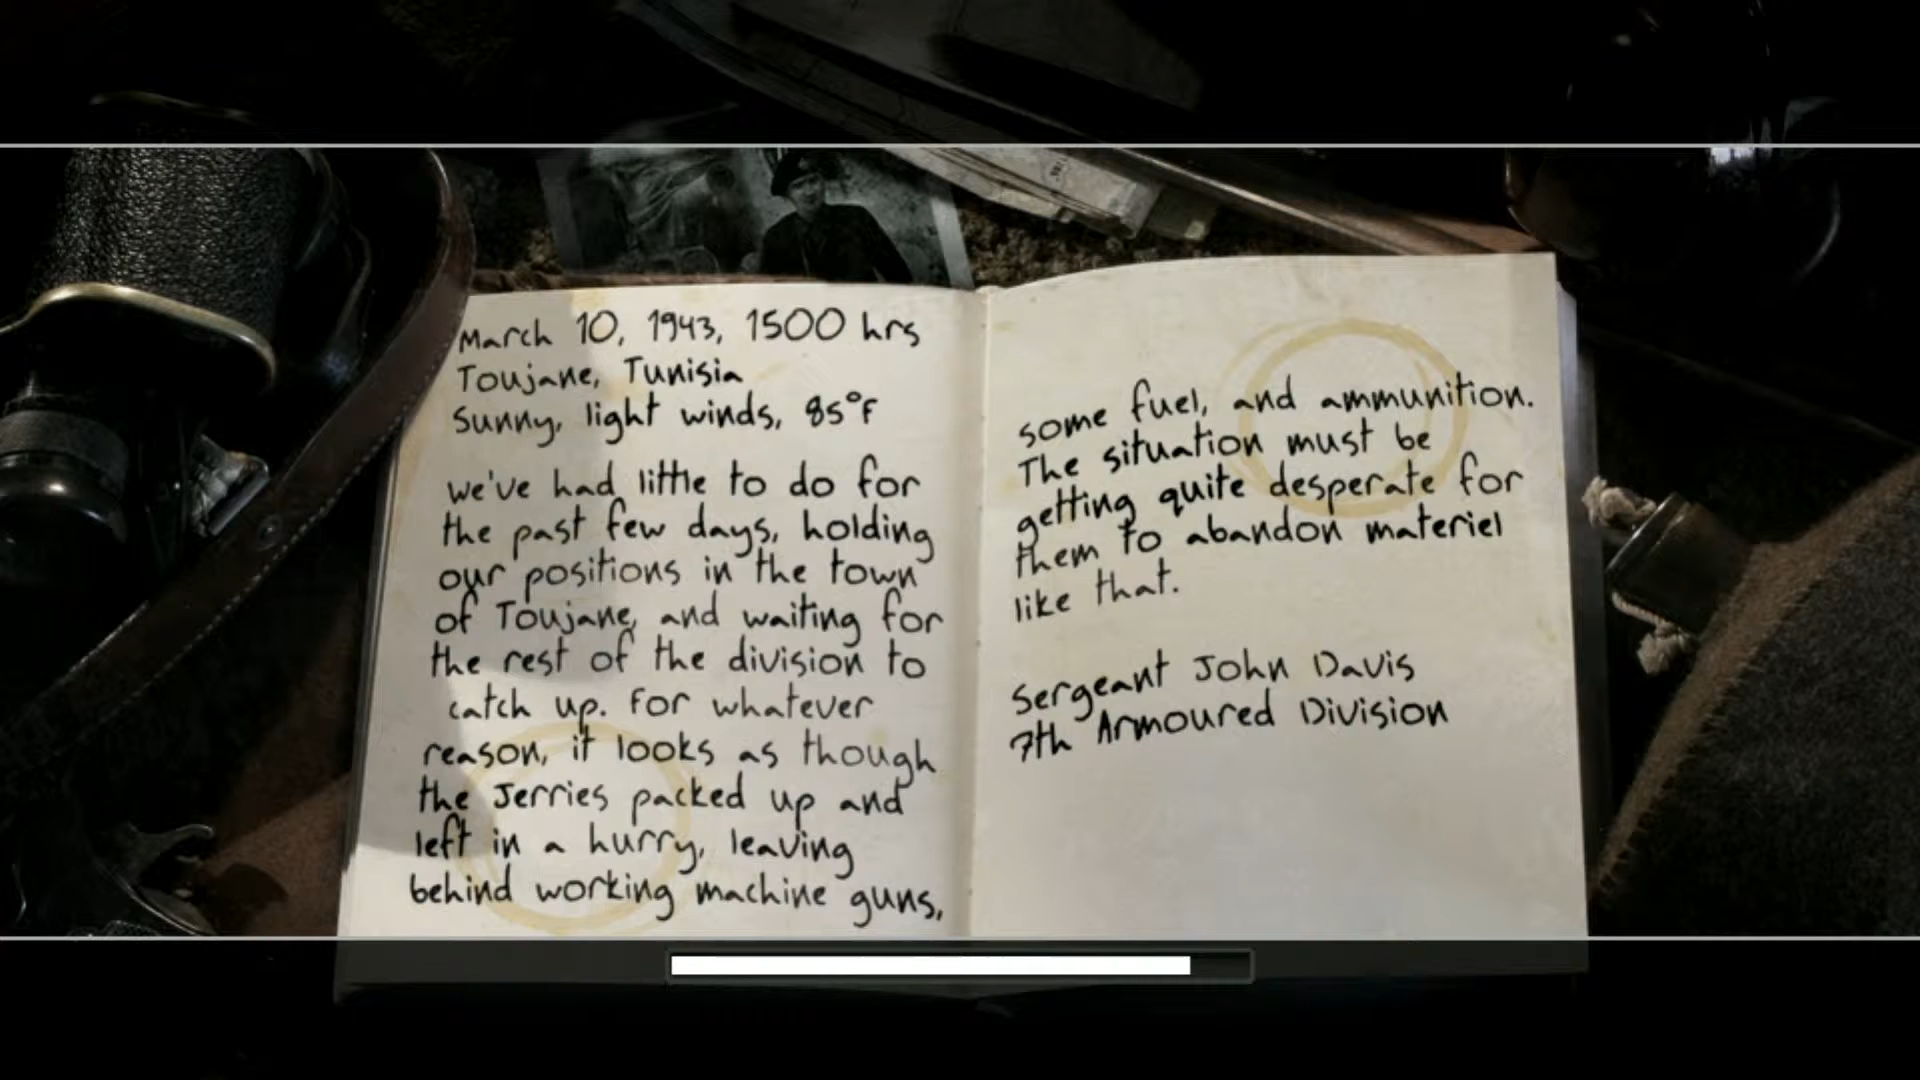 March 10, 1943, 1500 hrs
Toujane, Tunisia
Sunny, light winds, 85°F
we've had little to do for
the past few days, holding
our positions in the town
of Toujane, and waiting for
the rest of the division to
catch up. For whatever
reason, it looks as though
the Jerries packed up and
left in a hurry, leaving
behind working machine guns,
some fuel, and ammunition.
The situation must be
getting quite desperate for
them to abandon materiel
like that.
Sergeant John Davis
7th Armoured Division